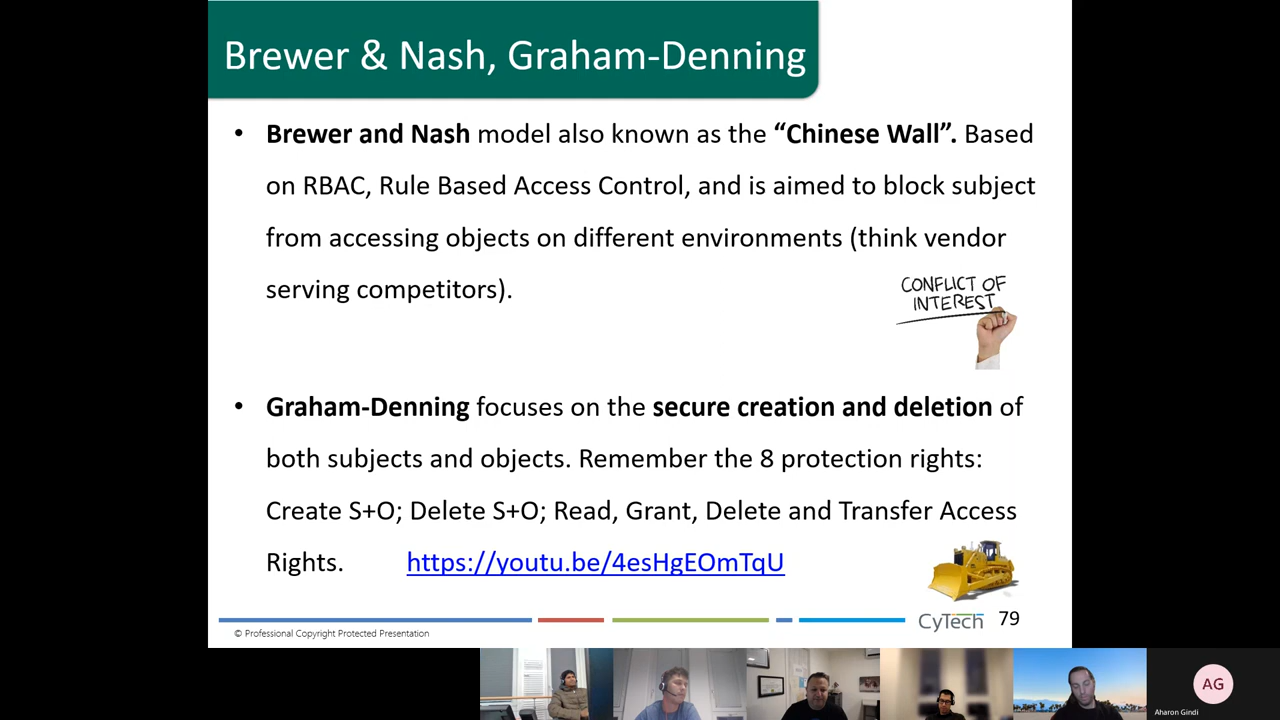 Brewer & Nash, Graham-Denning
• Brewer and Nash model also known as the “Chinese Wall”. Based
on RBAC, Rule Based Access Control, and is aimed to block subject
from accessing objects on different environments (think vendor
serving competitors).
CONFLICT OF
INTEREST
• Graham-Denning focuses on the secure creation and deletion of
both subjects and objects. Remember the 8 protection rights:
Create S+O; Delete S+O; Read, Grant, Delete and Transfer Access
Rights. https://youtu.be/4esHgEOmTqU
CyTech 79
© Professional Copyright Protected Presentation
AG
Aharon Gindi